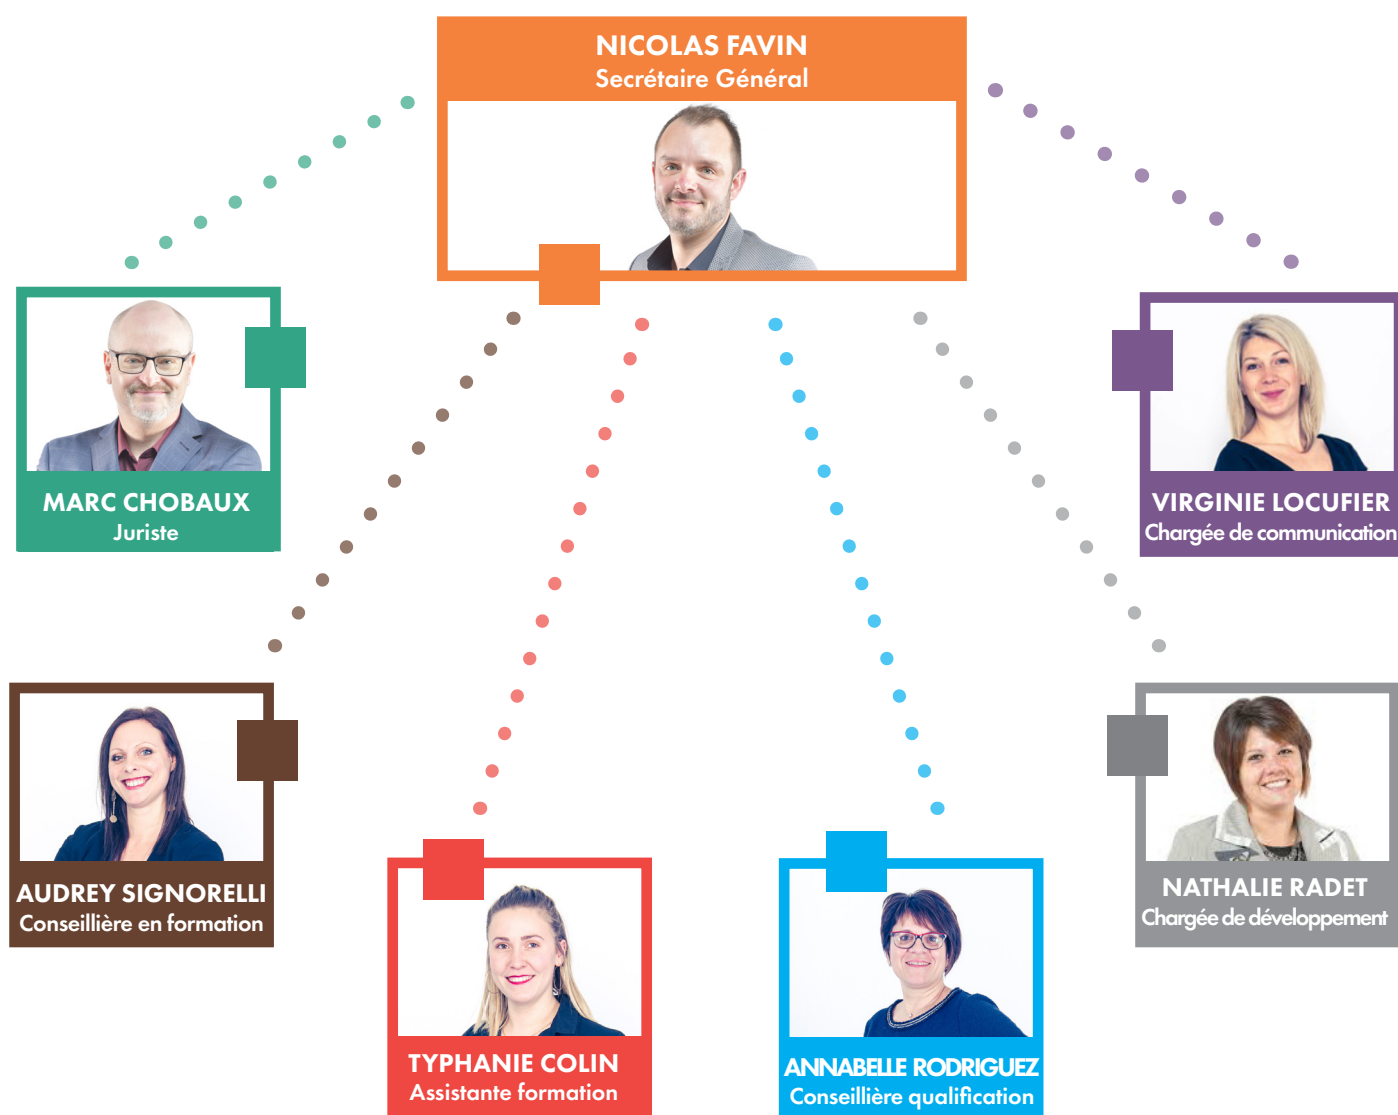 NICOLAS FAVIN
Secrétaire Général
MARC CHOBAUX
Juriste
VIRGINIE LOCUFIER
Chargée de communication
AUDREY SIGNORELLI
Conseillière en formation
NATHALIE RADET
Chargée de développement
TYPHANIE COLIN
Assistante formation
ANNABELLE RODRIGUEZ
Conseillière qualification